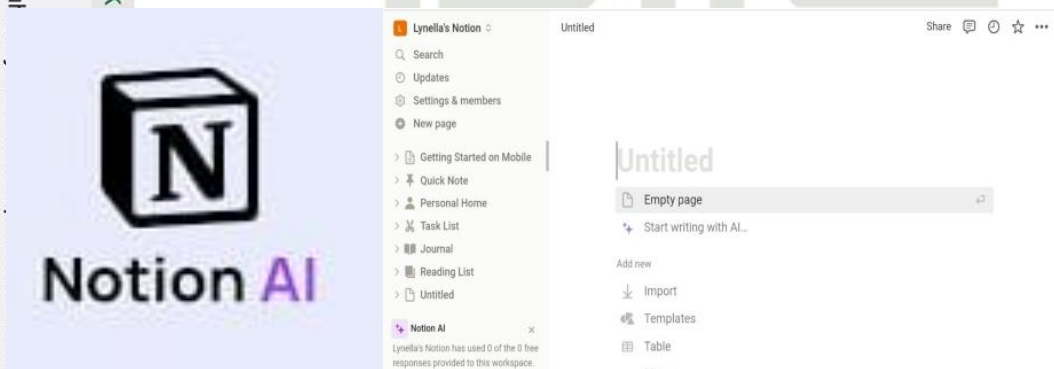 N
Notion AI
L Lynella's Notion
Search
Updates
Settings & members
New page
Getting Started on Mobile
Quick Note
Personal Home
Task List
Journal
Reading List
Untitled
Notion AI
Lynella's Notion has used 0 of the 0 free
responses provided to this workspace.
Untitled
Share
Untitled
Empty page
Start writing with AI...
Add new
Import
Templates
Table